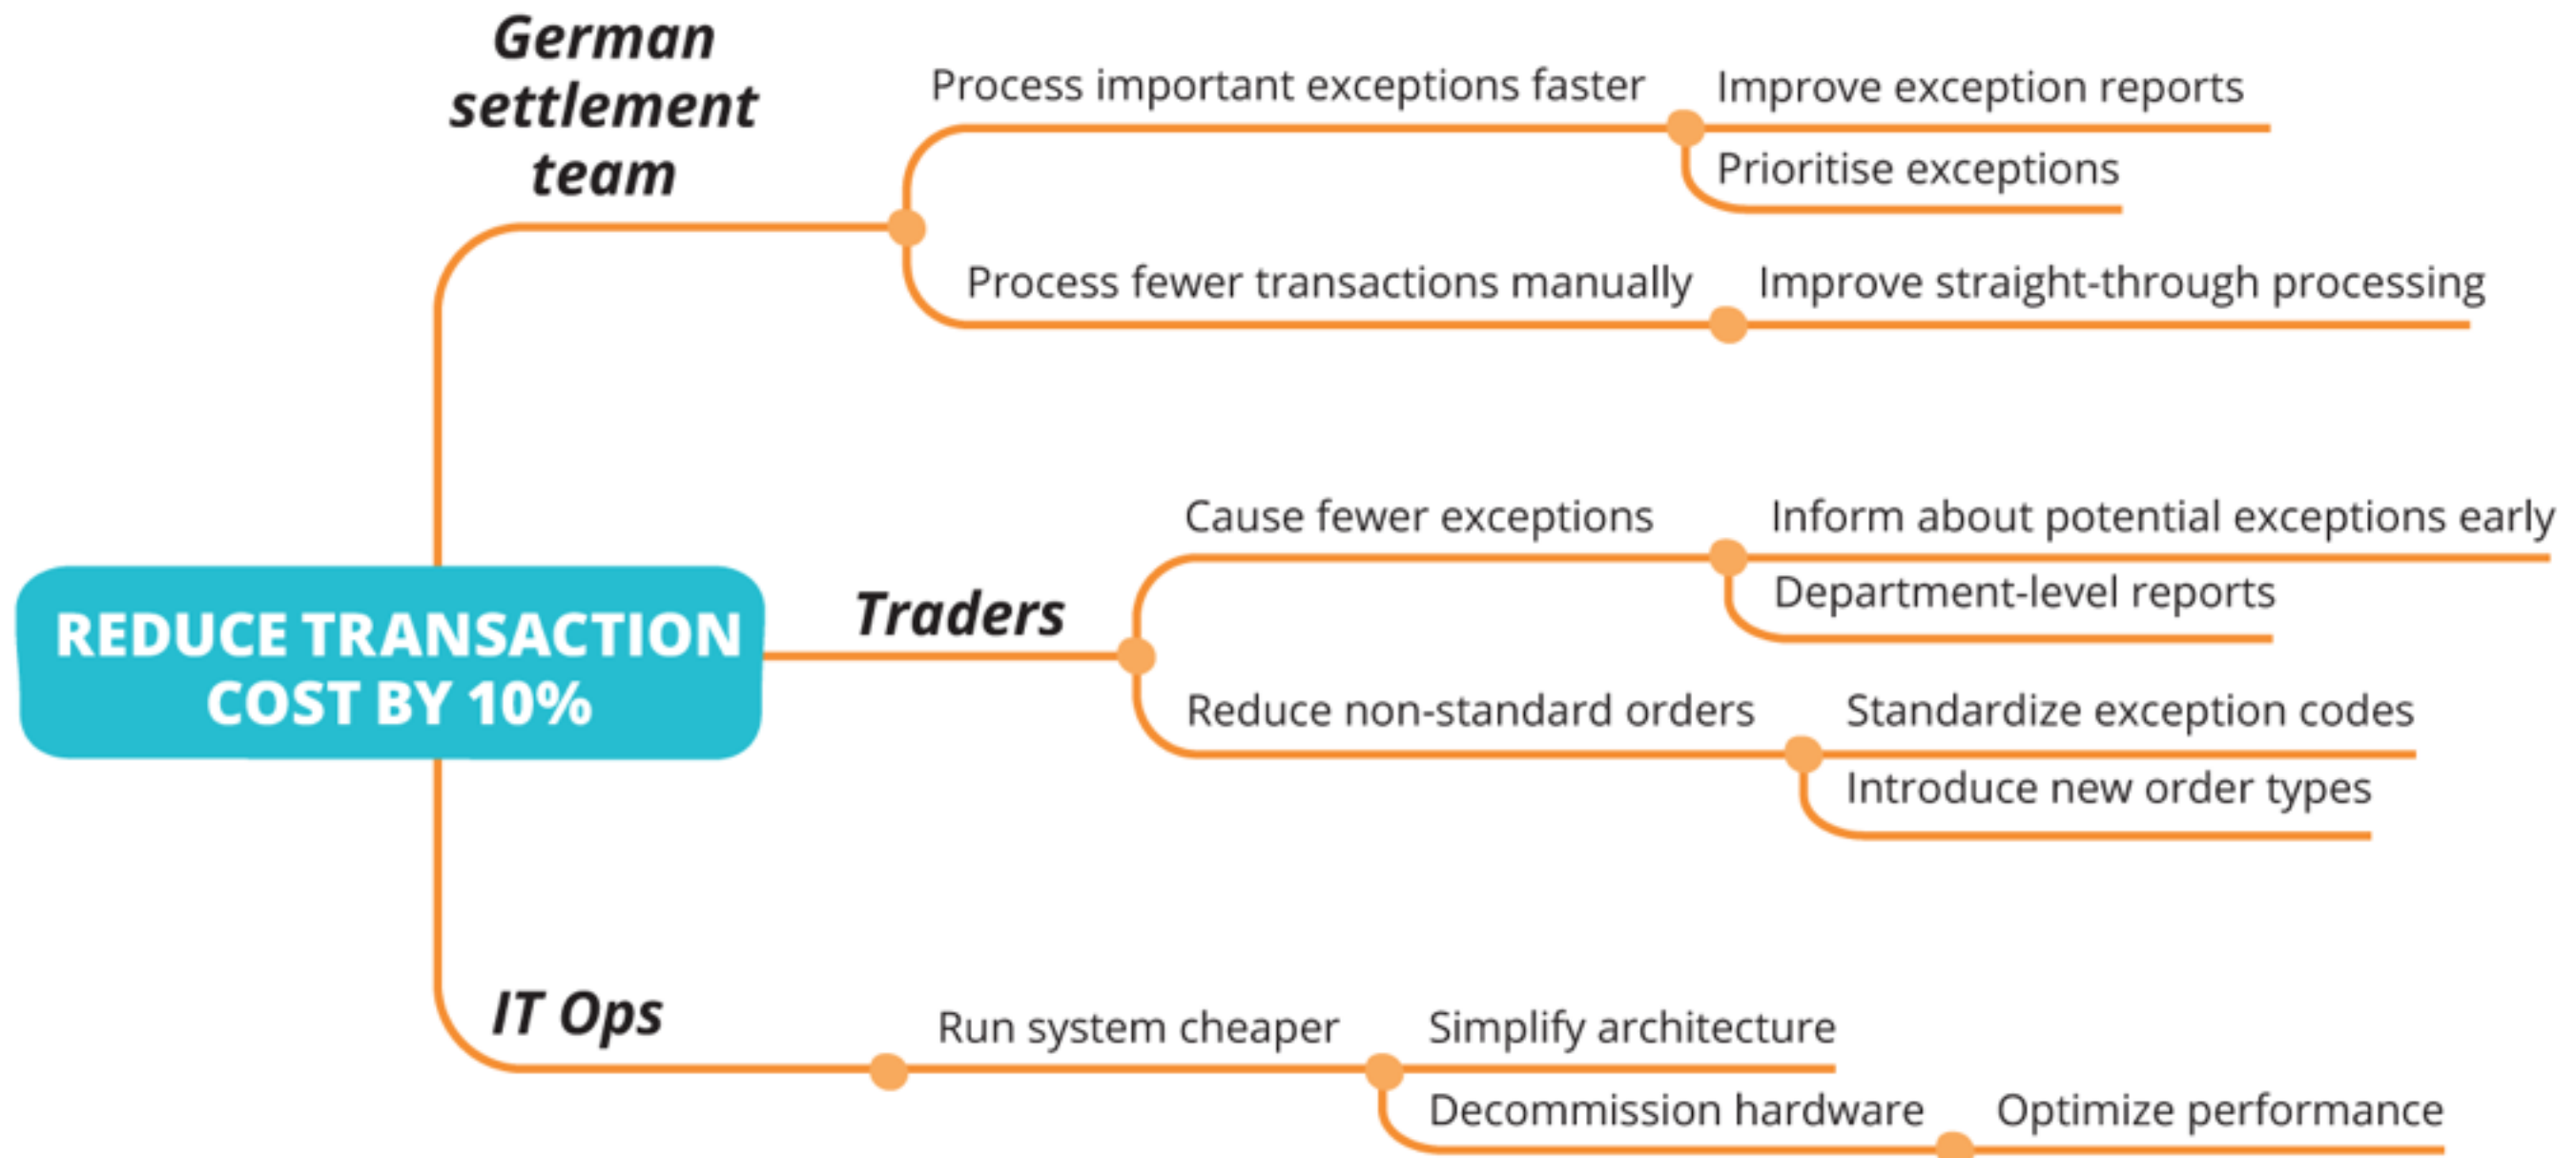 German
settlement
team
Process important exceptions faster
Improve exception reports
Prioritise exceptions
Process fewer transactions manually
Improve straight-through processing
REDUCE TRANSACTION
COST BY 10%
Traders
Cause fewer exceptions
Inform about potential exceptions early
Department-level reports
Reduce non-standard orders
Standardize exception codes
Introduce new order types
IT Ops
Run system cheaper
Simplify architecture
Decommission hardware
Optimize performance